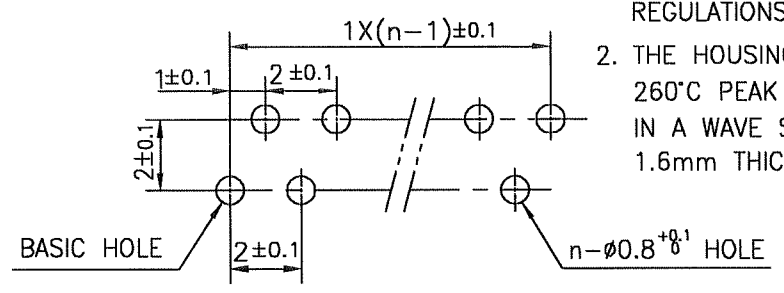 REGULATIONS
1X(n-1)±0.1
2. THE HOUSING
1±0.1
2±0.1
260°C PEAK
IN A WAVE
2±0.1
1.6mm THIC
BASIC HOLE
2±0.1
n-⌀0.8 +0.1 0 HOLE